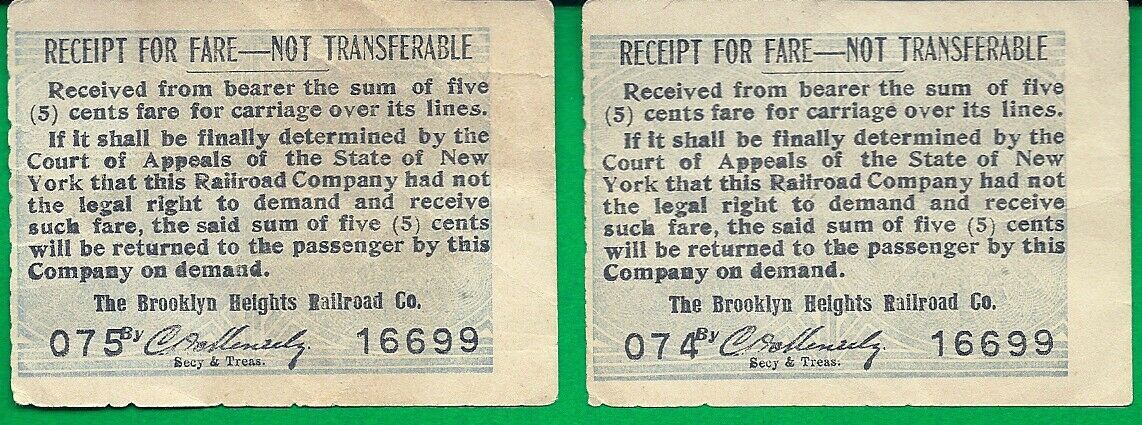 RECEIPT FOR FARE—NOT TRANSFERABLE
Received from bearer the sum of five
(5) cents fare for carriage over its lines.
If it shall be finally determined by the
Court of Appeals of the State of New
York that this Railroad Company had not
the legal right to demand and receive
such fare, the said sum of five (5) cents
will be returned to the passenger by this
Company on demand.
The Brooklyn Heights Railroad Co.
075 By 16699
Secy & Treas.
RECEIPT FOR FARE—NOT TRANSFERABLE
Received from bearer the sum of five
(5) cents fare for carriage over its lines.
If it shall be finally determined by the
Court of Appeals of the State of New
York that this Railroad Company had not
the legal right to demand and receive
such fare, the said sum of five (5) cents
will be returned to the passenger by this
Company on demand.
The Brooklyn Heights Railroad Co.
074 By 16699
Secy & Treas.